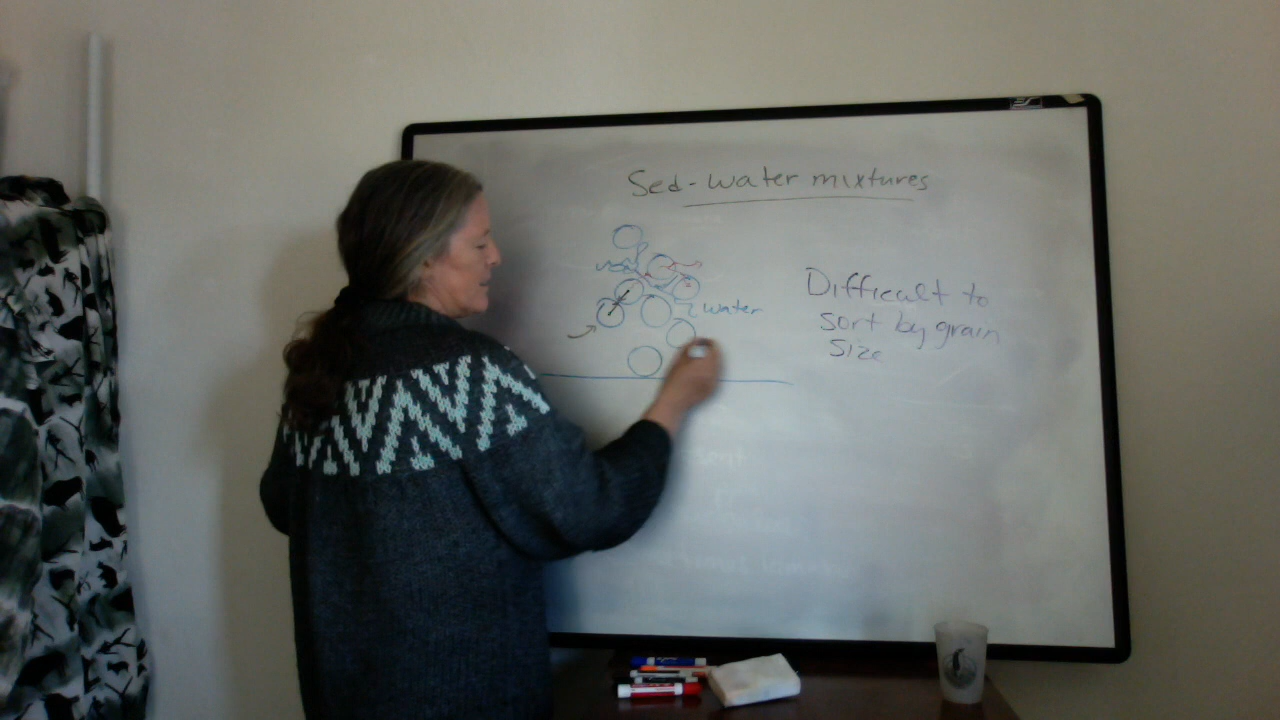 Sed-water mixtures
water
Difficult to
sort by grain
size